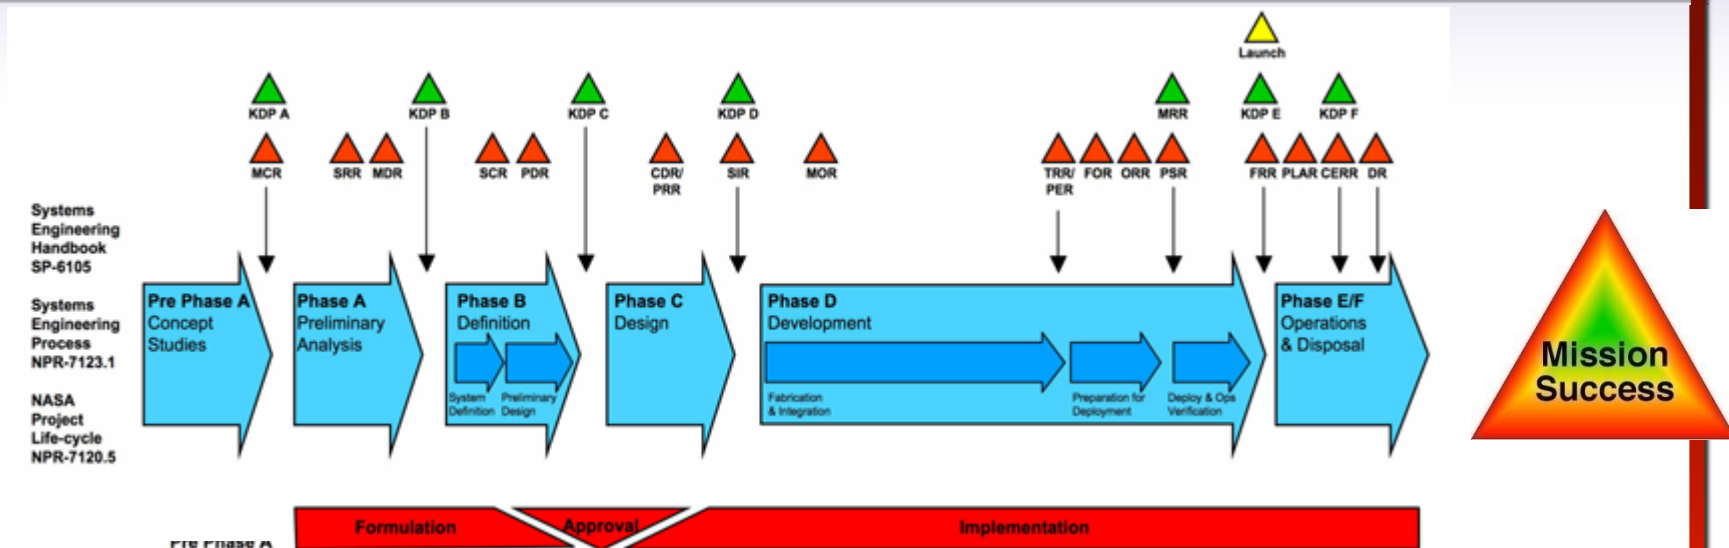 Launch
KDP A
KDP B
KDP C
KDP D
MRR
KDP E
KDP F
MCR
SRR
MDR
SCR
PDR
CDR/
PRR
SIR
MOR
TRR/
PER
FOR
ORR
PSR
FRR
PLAR
CERR
DR
Systems
Engineering
Handbook
SP-6105
Systems
Engineering
Process
NPR-7123.1
NASA
Project
Life-cycle
NPR-7120.5
Pre Phase A
Concept
Studies
Phase A
Preliminary
Analysis
Phase B
Definition
System
Definition
Preliminary
Design
Phase C
Design
Phase D
Development
Fabrication
& Integration
Preparation for
Deployment
Deploy & Ops
Verification
Phase E/F
Operations
& Disposal
Mission
Success
Formulation
Approval
Implementation
Pre Phase A